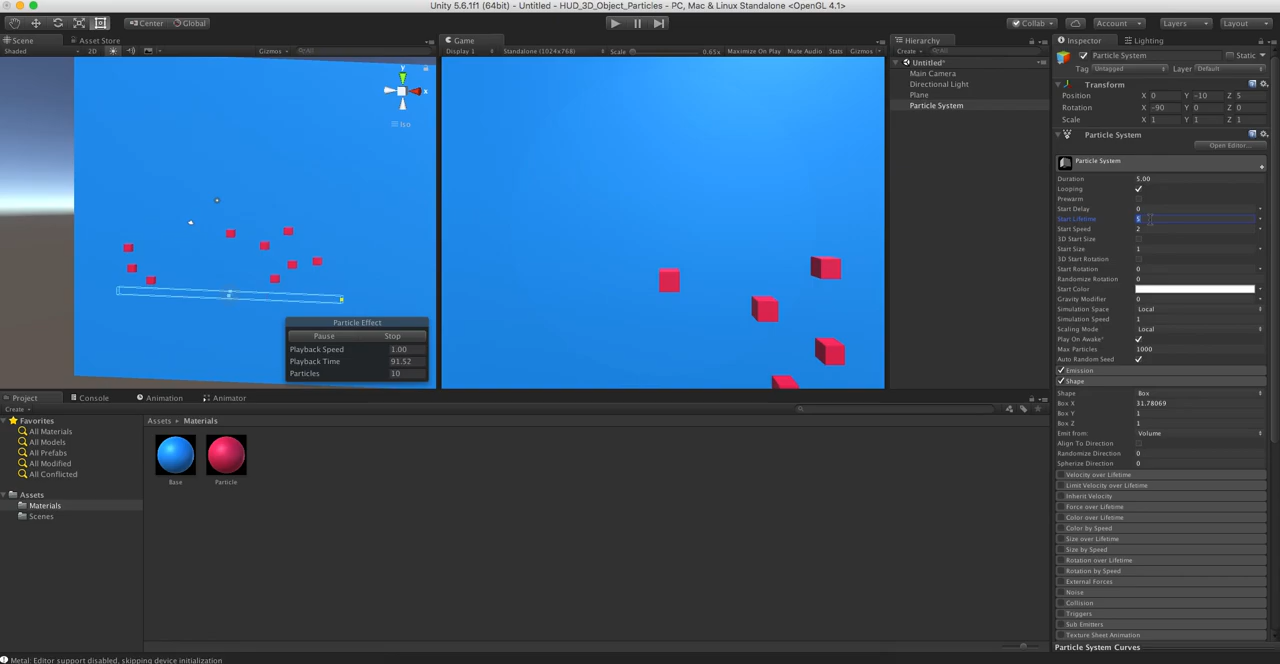 Unity 5.6.1f1 (64bit) - Untitled - HUD_3D_Object_Particles - PC, Mac & Linux Standalone <OpenGL 4.1>
Center Global Collab Account Layers Layout
Scene Asset Store Game Hierarchy Inspector Lighting
Shaded 2D Gizmos All Display 1 Standalone (1024x768) Scale 0.65x Maximize On Play Mute Audio Stats Gizmos Create All
Particle System Static
Tag Untagged Layer Default
Untitled*
Main Camera
Directional Light
Plane
Particle System
y
x
Iso
Particle Effect
Pause Stop
Playback Speed 1.00
Playback Time 91.52
Particles 10
Transform
Position X 0 Y -10 Z 5
Rotation X -90 Y 0 Z 0
Scale X 1 Y 1 Z 1
Particle System
Open Editor...
Particle System
Duration 5.00
Looping
Prewarm
Start Delay 0
Start Lifetime 5
Start Speed 2
3D Start Size
Start Size 1
3D Start Rotation
Start Rotation 0
Randomize Rotation 0
Start Color
Gravity Modifier 0
Simulation Space Local
Simulation Speed 1
Scaling Mode Local
Play On Awake*
Max Particles 1000
Auto Random Seed
Emission
Shape
Shape Box
Box X 31.78069
Box Y 1
Box Z 1
Emit from: Volume
Align To Direction
Randomize Direction 0
Spherize Direction 0
Velocity over Lifetime
Limit Velocity over Lifetime
Inherit Velocity
Force over Lifetime
Color over Lifetime
Color by Speed
Size over Lifetime
Size by Speed
Rotation over Lifetime
Rotation by Speed
External Forces
Noise
Collision
Triggers
Sub Emitters
Texture Sheet Animation
Particle System Curves
Project Console Animation Animator
Create
Favorites
All Materials
All Models
All Prefabs
All Modified
All Conflicted
Assets
Materials
Scenes
Assets Materials
Base Particle
Metal: Editor support disabled, skipping device initialization